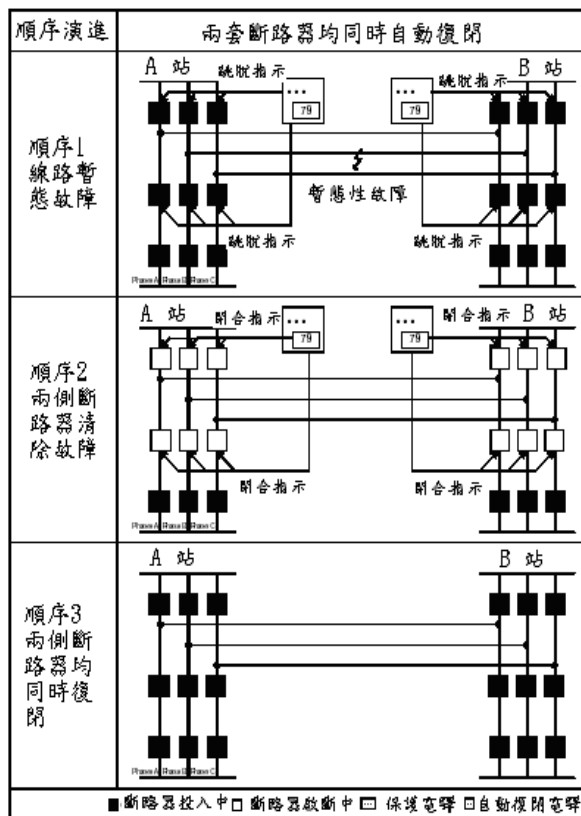 順序演進
兩套斷路器均同時自動復閉
A 站
跳脫指示
...
79
...
79
跳脫指示
B 站
順序1
線路暫
態故障
暫態性故障
跳脫指示
跳脫指示
Phase A Phase B Phase C
A 站
閉合指示
...
79
...
79
閉合指示
B 站
順序2
兩側斷
路器清
除故障
閉合指示
閉合指示
Phase A Phase B Phase C
A 站
B 站
順序3
兩側斷
路器均
同時復
閉
Phase A Phase B Phase C
■斷路器投入中□ 斷路器啟斷中 保護電驛 自動復閉電驛